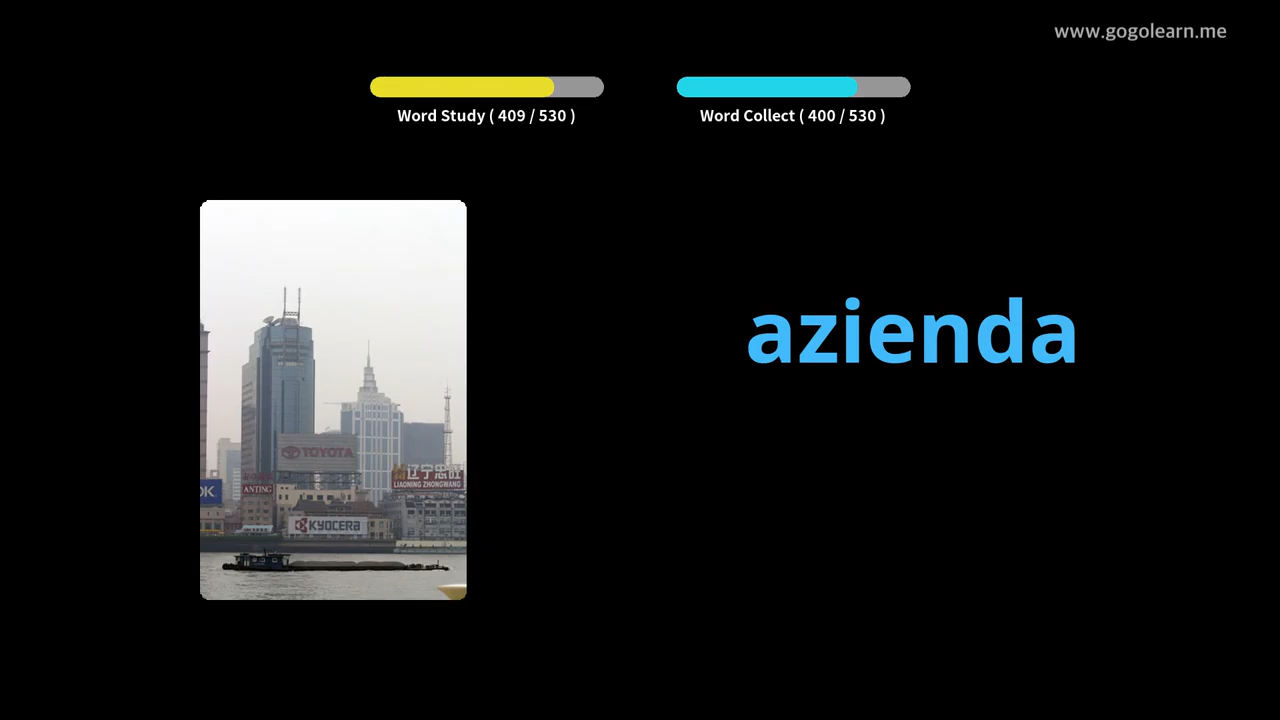 www.gogolearn.me
Word Study ( 409 / 530 )
Word Collect ( 400 / 530 )
azienda
TOYOTA
辽宁忠旺
LIAONING ZHONGWANG
OK
ANTING
KYOCERA